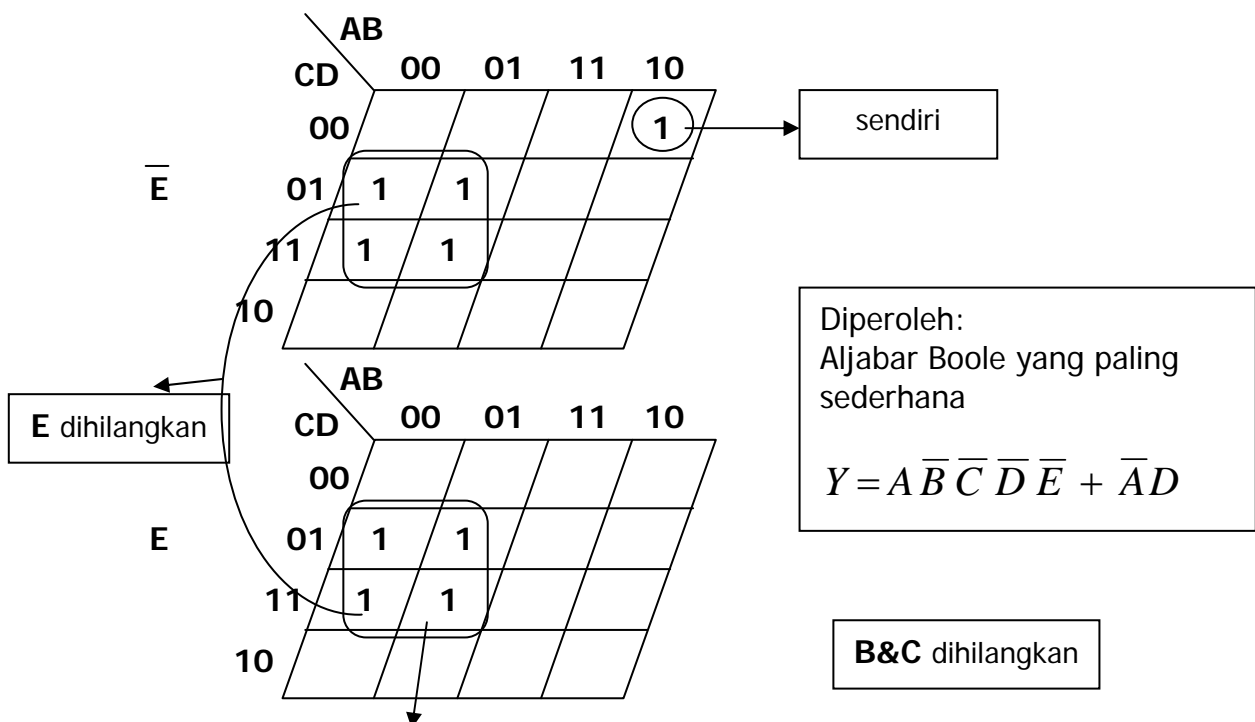 AB
CD 00 01 11 10
00 1
sendiri
E̅ 01 1 1
11 1 1
10
Diperoleh:
Aljabar Boole yang paling
sederhana
Y = A B̅ C̅ D̅ E̅ + A̅D
E dihilangkan
AB
CD 00 01 11 10
00
E 01 1 1
11 1 1
10
B&C dihilangkan